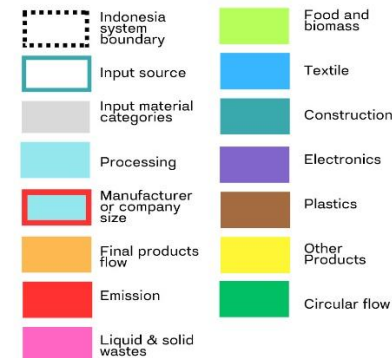 Indonesia
system
boundary
Input source
Input material
categories
Processing
Manufacturer
or company
size
Final products
flow
Emission
Liquid & solid
wastes
Food and
biomass
Textile
Construction
Electronics
Plastics
Other
Products
Circular flow